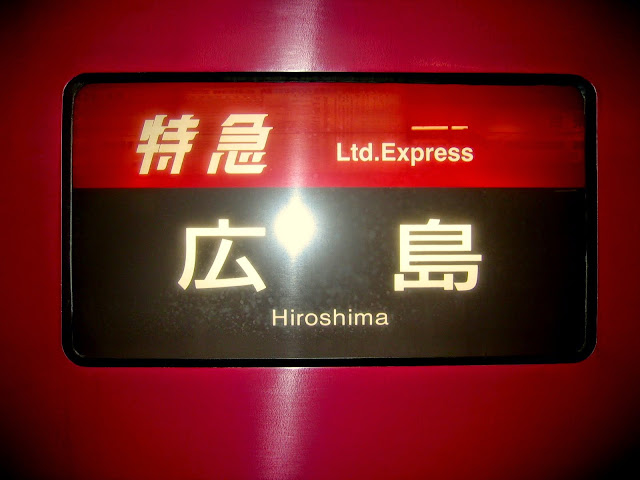 特急 Ltd.Express
広島
Hiroshima